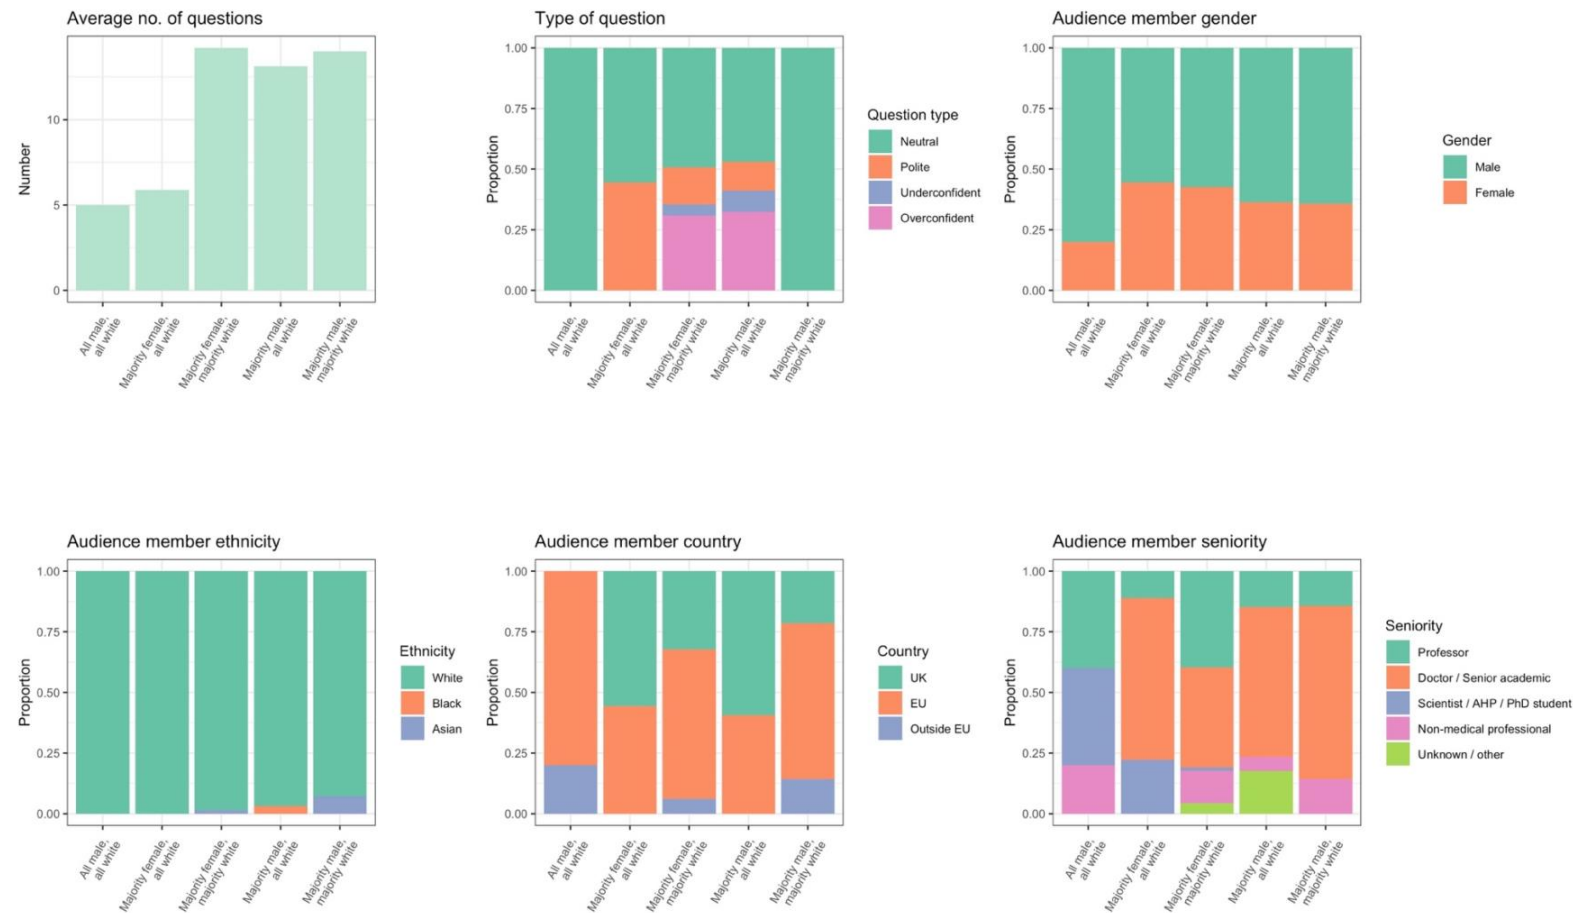 Average no. of questions
Number
10
5
0
All male,
all white
Majority female,
all white
Majority female,
majority white
Majority male,
all white
Majority male,
majority white
Type of question
Proportion
1.00
0.75
0.50
0.25
0.00
All male,
all white
Majority female,
all white
Majority female,
majority white
Majority male,
all white
Majority male,
majority white
Question type
Neutral
Polite
Underconfident
Overconfident
Audience member gender
Proportion
1.00
0.75
0.50
0.25
0.00
All male,
all white
Majority female,
all white
Majority female,
majority white
Majority male,
all white
Majority male,
majority white
Gender
Male
Female
Audience member ethnicity
Proportion
1.00
0.75
0.50
0.25
0.00
All male,
all white
Majority female,
all white
Majority female,
majority white
Majority male,
all white
Majority male,
majority white
Ethnicity
White
Black
Asian
Audience member country
Proportion
1.00
0.75
0.50
0.25
0.00
All male,
all white
Majority female,
all white
Majority female,
majority white
Majority male,
all white
Majority male,
majority white
Country
UK
EU
Outside EU
Audience member seniority
Proportion
1.00
0.75
0.50
0.25
0.00
All male,
all white
Majority female,
all white
Majority female,
majority white
Majority male,
all white
Majority male,
majority white
Seniority
Professor
Doctor / Senior academic
Scientist / AHP / PhD student
Non-medical professional
Unknown / other